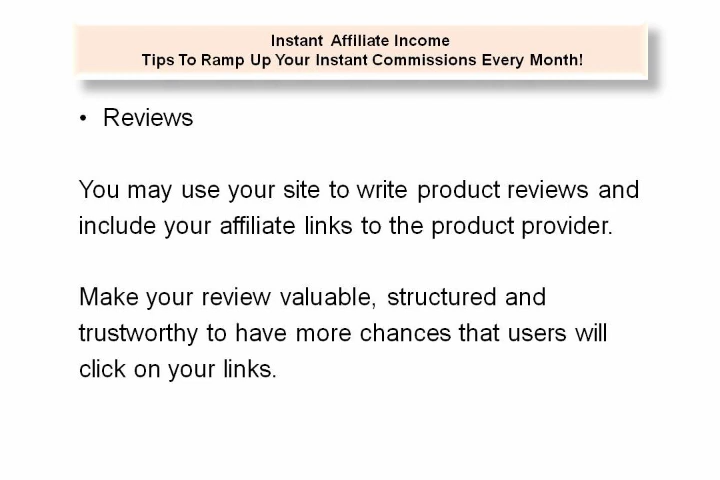 Instant Affiliate Income
Tips To Ramp Up Your Instant Commissions Every Month!
• Reviews
You may use your site to write product reviews and
include your affiliate links to the product provider.
Make your review valuable, structured and
trustworthy to have more chances that users will
click on your links.